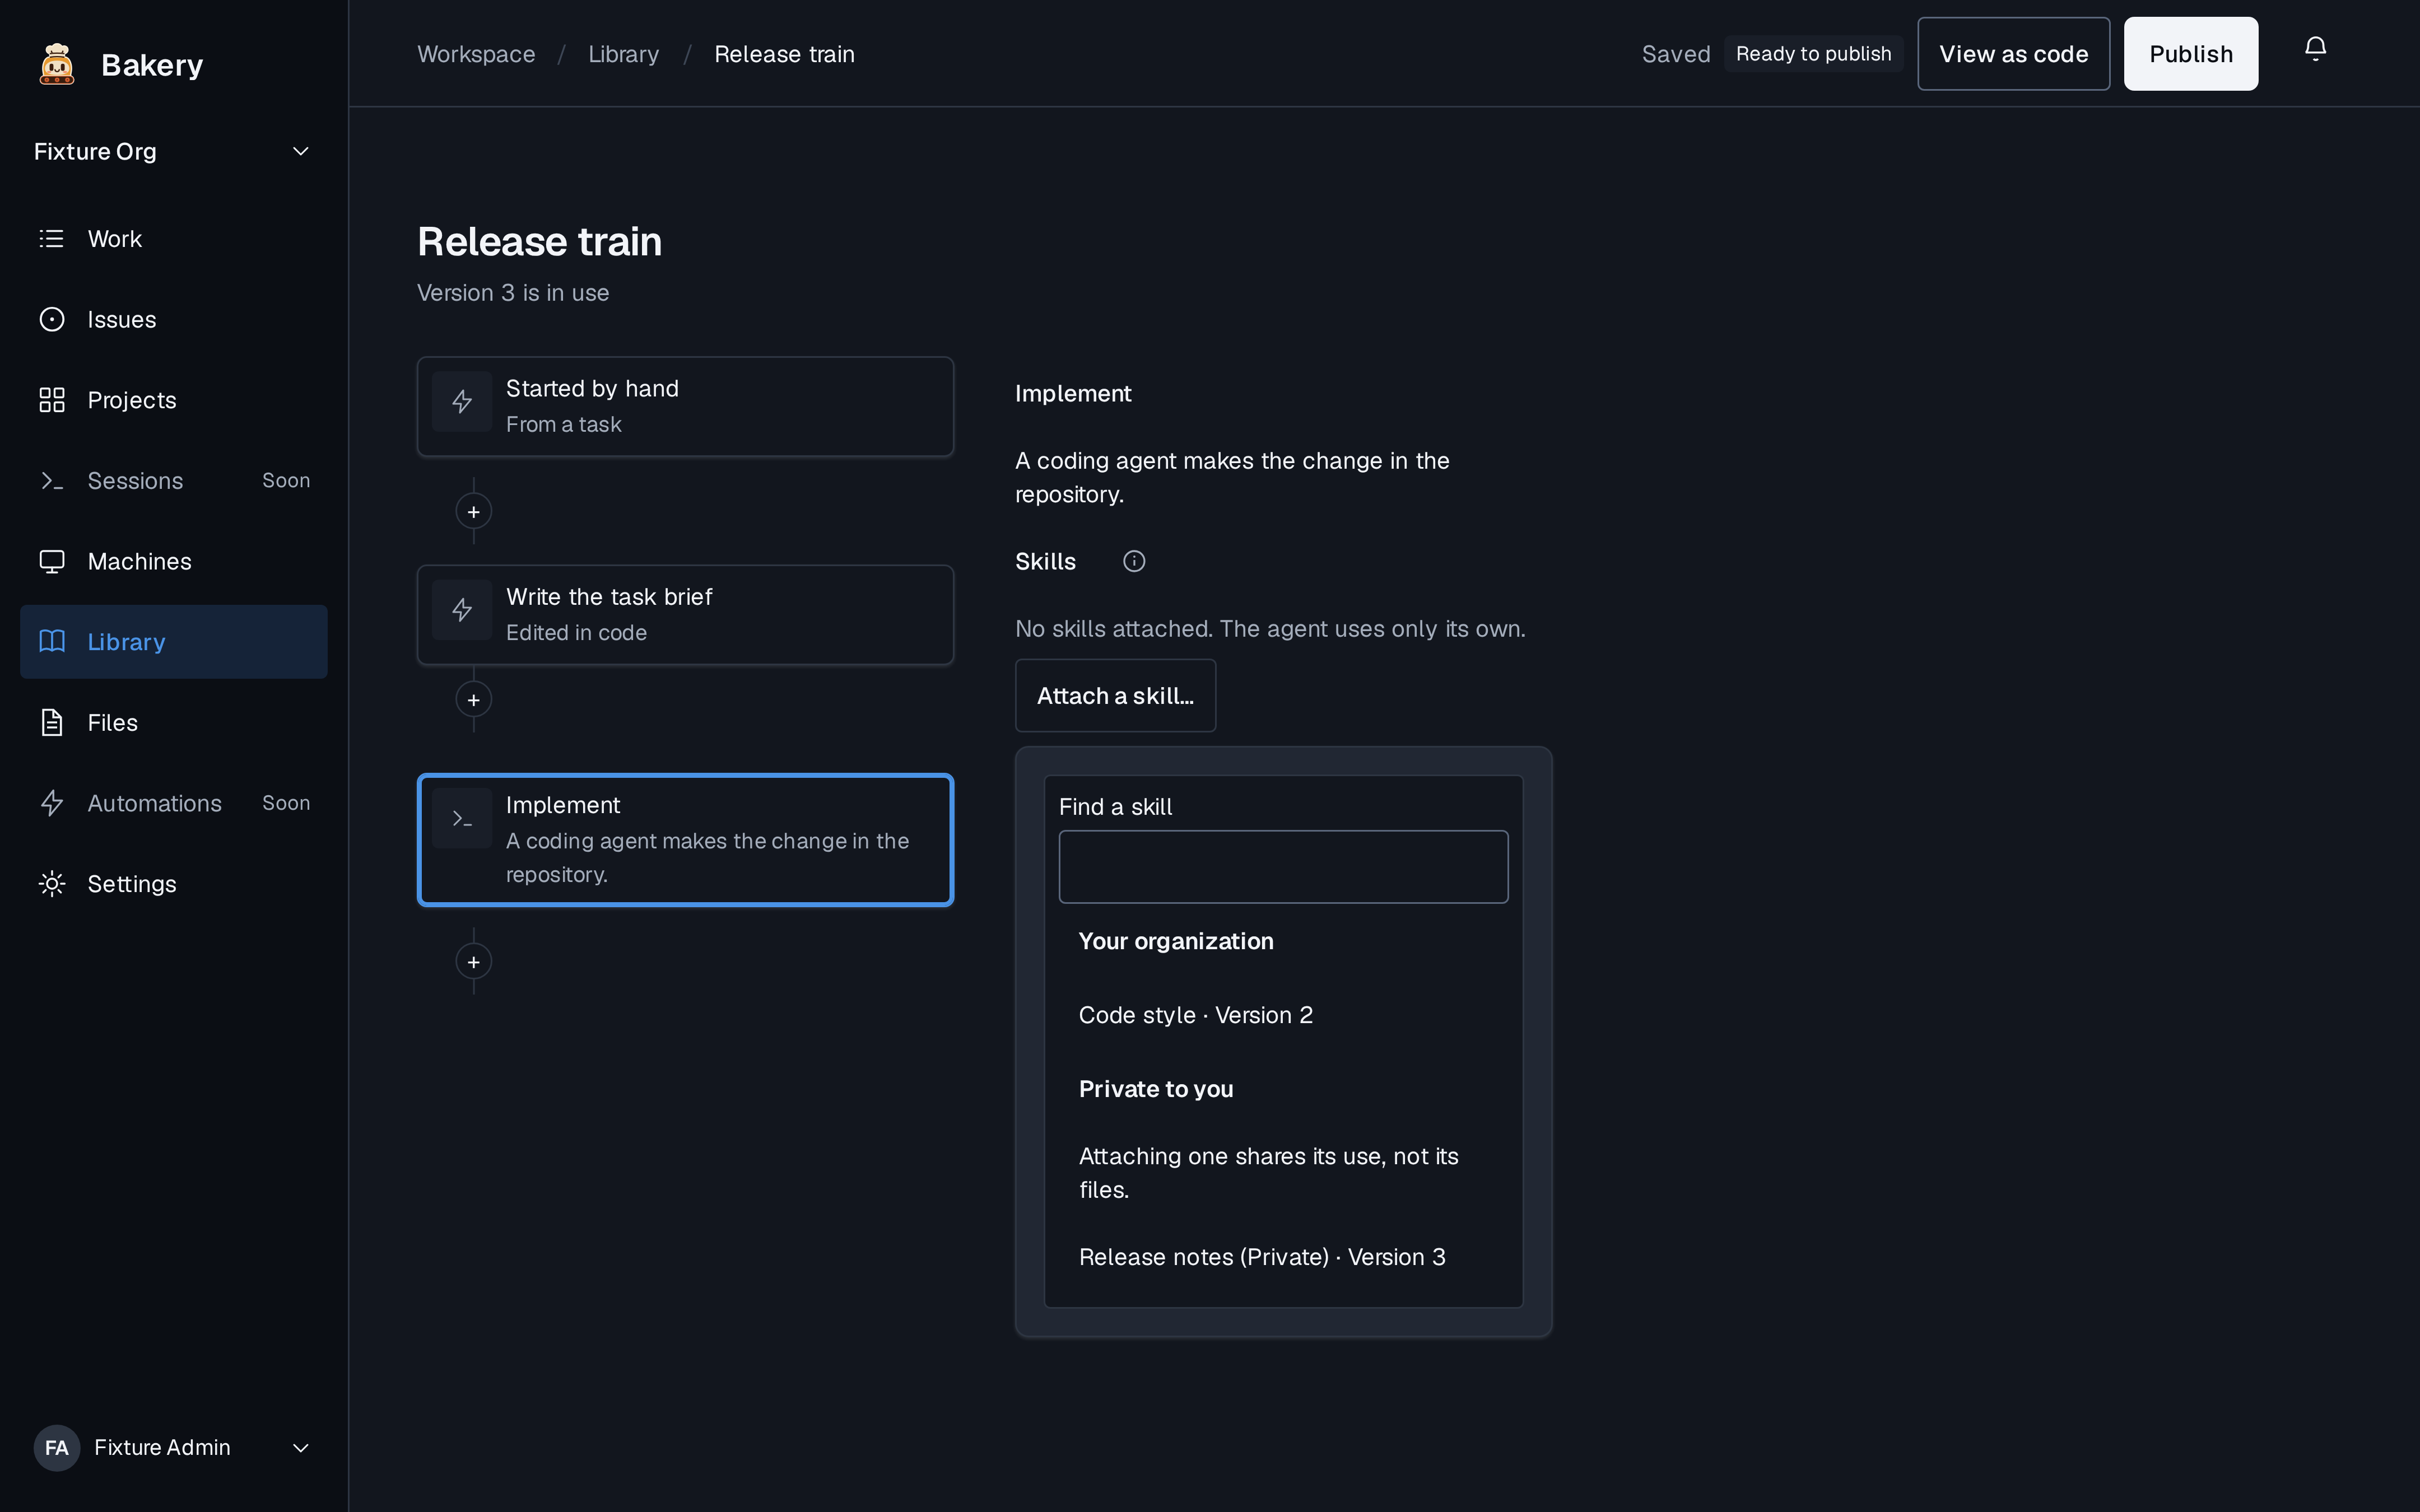 Bakery
Fixture Org
Work
Issues
Projects
Sessions Soon
Machines
Library
Files
Automations Soon
Settings
FA Fixture Admin
Workspace / Library / Release train
Saved Ready to publish View as code Publish
Release train
Version 3 is in use
Started by hand
From a task
+
Write the task brief
Edited in code
+
Implement
A coding agent makes the change in the
repository.
+
Implement
A coding agent makes the change in the
repository.
Skills
No skills attached. The agent uses only its own.
Attach a skill...
Find a skill
Your organization
Code style · Version 2
Private to you
Attaching one shares its use, not its
files.
Release notes (Private) · Version 3